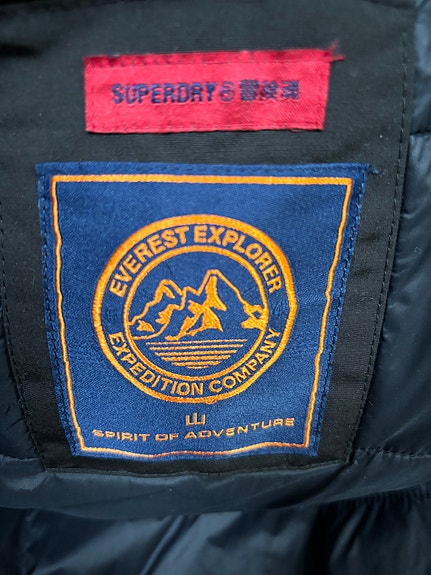 SUPERDRY®
EVEREST EXPLORER
EXPEDITION COMPANY
SPIRIT OF ADVENTURE